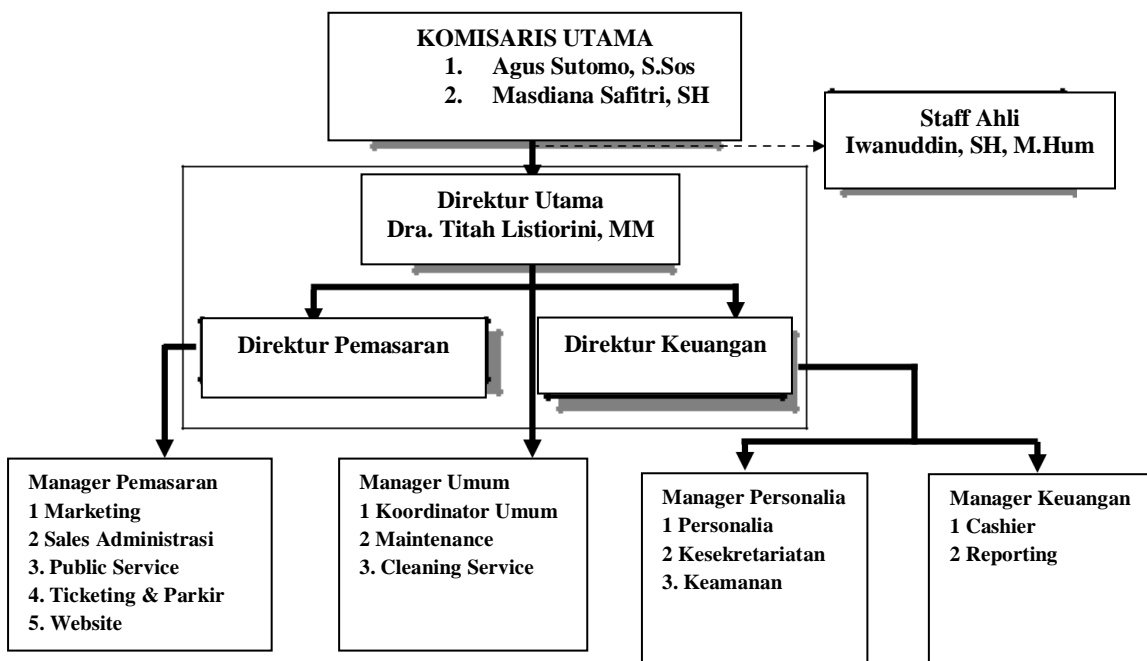 KOMISARIS UTAMA
1. Agus Sutomo, S.Sos
2. Masdiana Safitri, SH
Staff Ahli
Iwanuddin, SH, M.Hum
Direktur Utama
Dra. Titah Listiorini, MM
Direktur Pemasaran
Direktur Keuangan
Manager Pemasaran
1 Marketing
2 Sales Administrasi
3. Public Service
4. Ticketing & Parkir
5. Website
Manager Umum
1 Koordinator Umum
2 Maintenance
3. Cleaning Service
Manager Personalia
1 Personalia
2 Kesekretariatan
3. Keamanan
Manager Keuangan
1 Cashier
2 Reporting